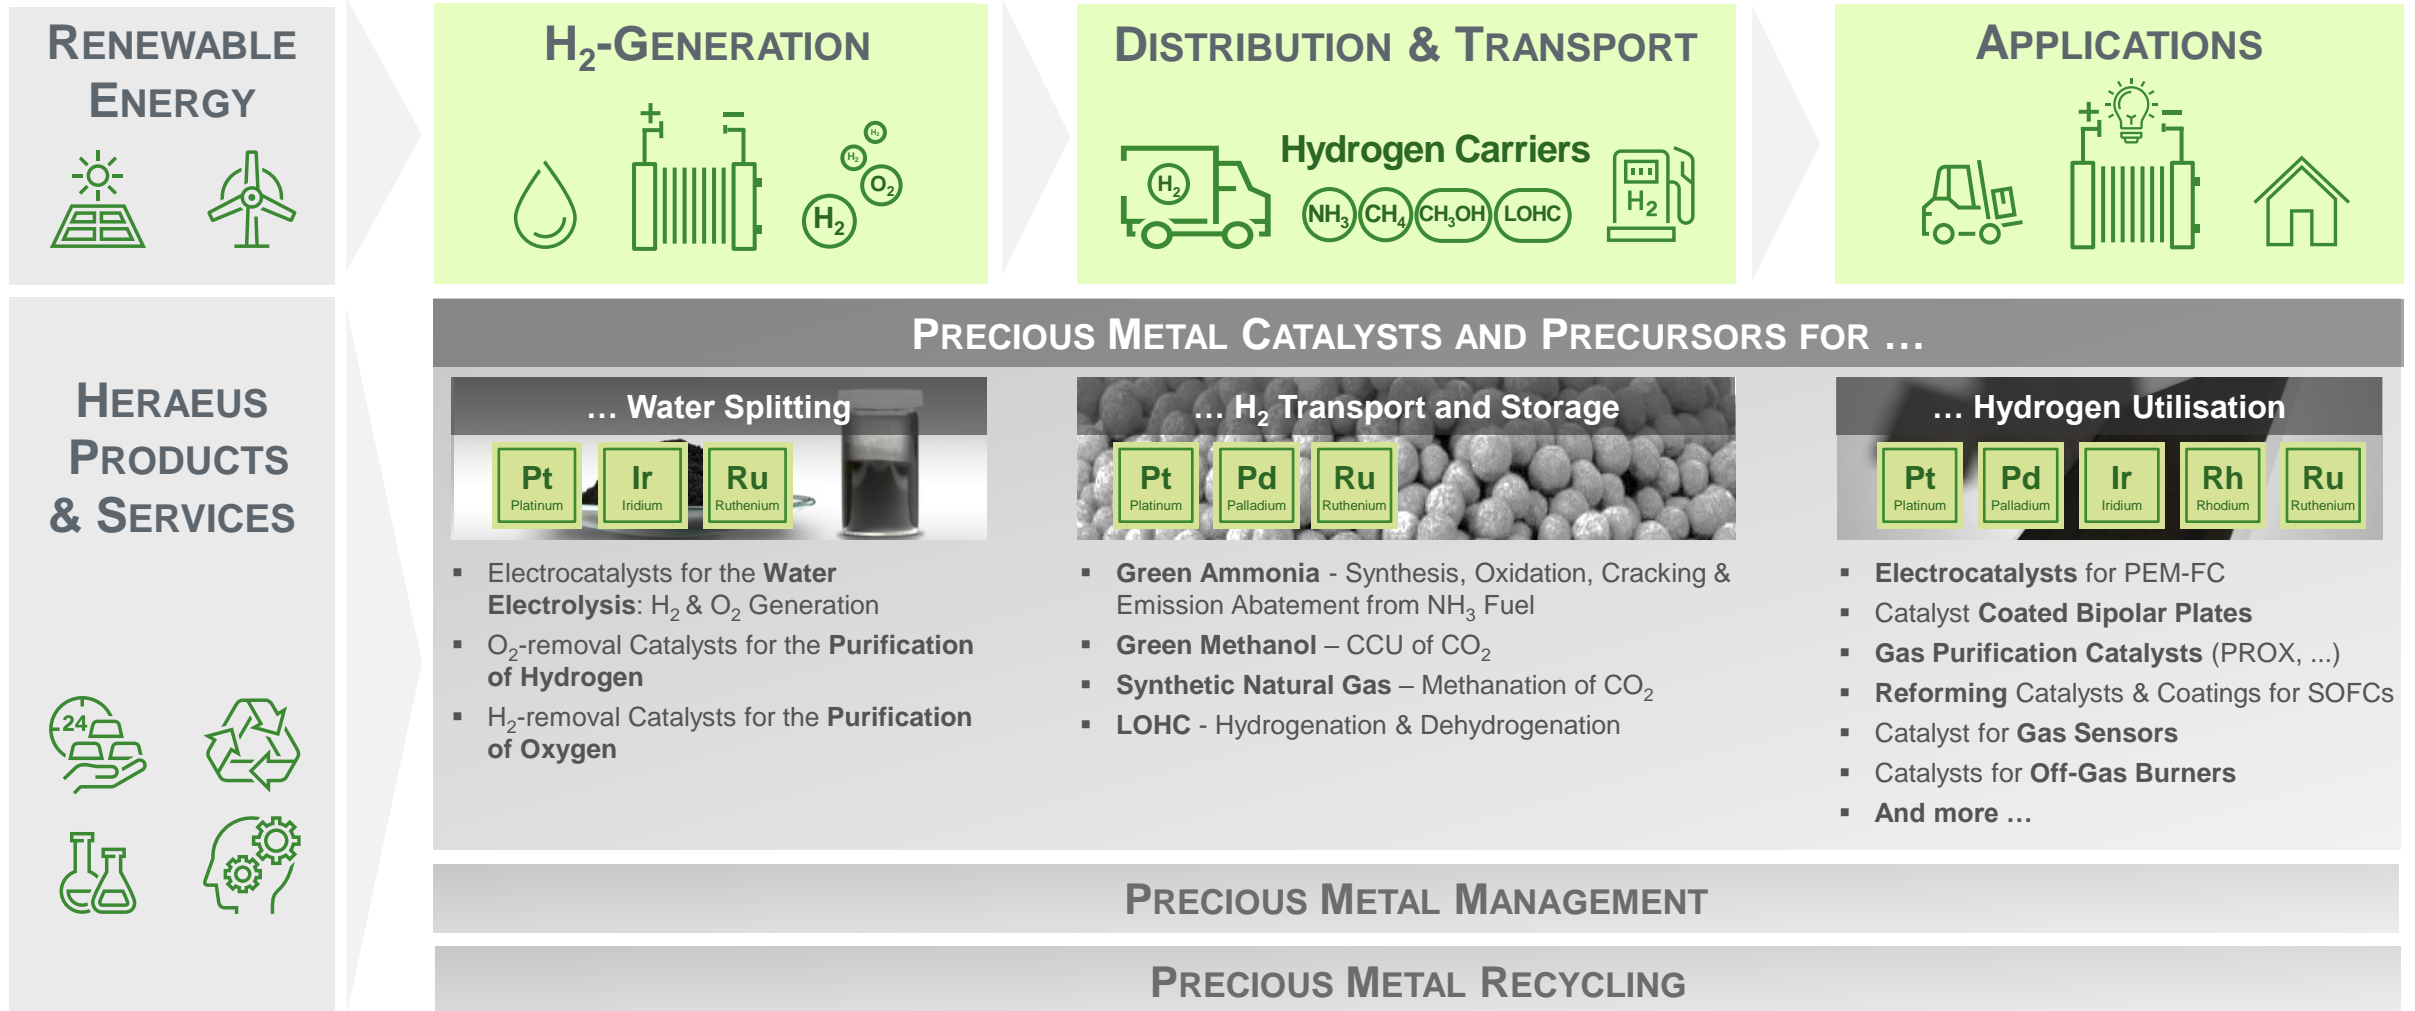 RENEWABLE
ENERGY
H₂-GENERATION
+ −
H₂
H₂
O₂
H₂
DISTRIBUTION & TRANSPORT
Hydrogen Carriers
H₂
NH₃ CH₄ CH₃OH LOHC
H₂
APPLICATIONS
+ −
HERAEUS
PRODUCTS
& SERVICES
24
PRECIOUS METAL CATALYSTS AND PRECURSORS FOR …
… Water Splitting
Pt Ir Ru
Platinum Iridium Ruthenium
▪ Electrocatalysts for the Water
Electrolysis: H₂ & O₂ Generation
▪ O₂-removal Catalysts for the Purification
of Hydrogen
▪ H₂-removal Catalysts for the Purification
of Oxygen
… H₂ Transport and Storage
Pt Pd Ru
Platinum Palladium Ruthenium
▪ Green Ammonia - Synthesis, Oxidation, Cracking &
Emission Abatement from NH₃ Fuel
▪ Green Methanol – CCU of CO₂
▪ Synthetic Natural Gas – Methanation of CO₂
▪ LOHC - Hydrogenation & Dehydrogenation
… Hydrogen Utilisation
Pt Pd Ir Rh Ru
Platinum Palladium Iridium Rhodium Ruthenium
▪ Electrocatalysts for PEM-FC
▪ Catalyst Coated Bipolar Plates
▪ Gas Purification Catalysts (PROX, ...)
▪ Reforming Catalysts & Coatings for SOFCs
▪ Catalyst for Gas Sensors
▪ Catalysts for Off-Gas Burners
▪ And more …
PRECIOUS METAL MANAGEMENT
PRECIOUS METAL RECYCLING